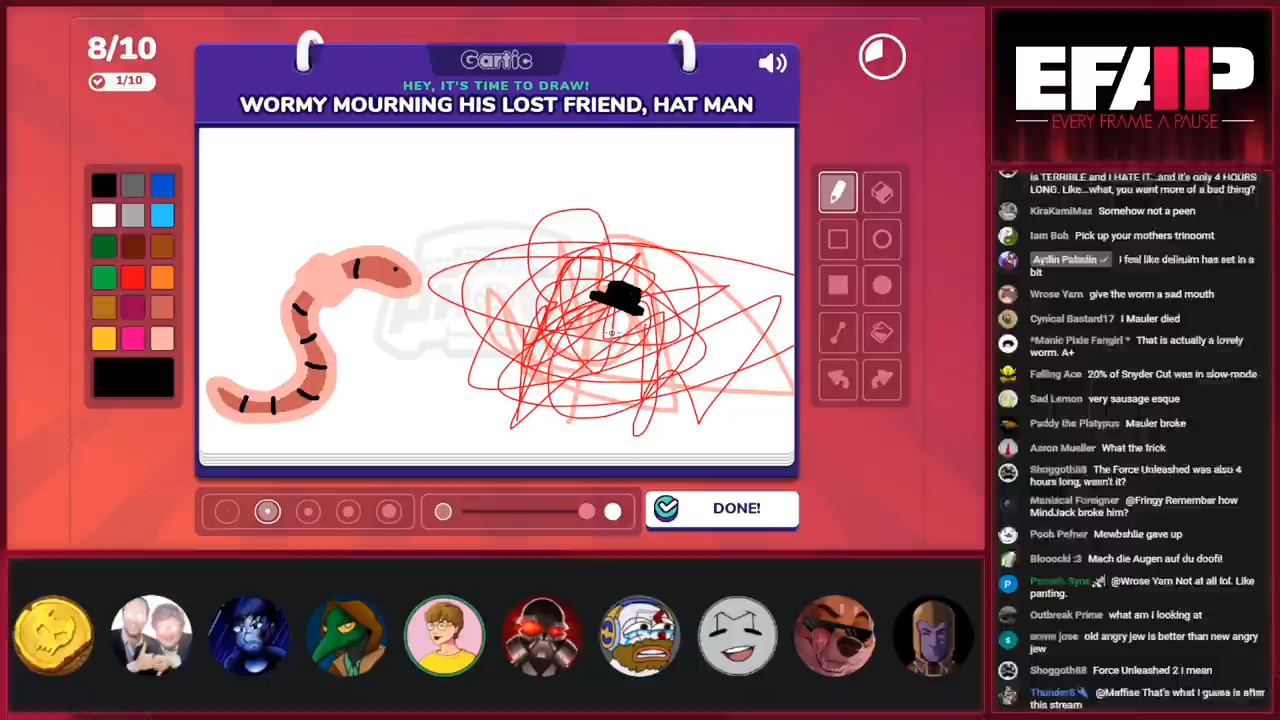 8/10
1/10
Gartic
HEY, IT'S TIME TO DRAW!
WORMY MOURNING HIS LOST FRIEND, HAT MAN
DONE!
EFAP
EVERY FRAME A PAUSE
is TERRIBLE and I HATE IT...and it's only 4 HOURS
LONG. Like...what, you want more of a bad thing?
KiraKamiMax Somehow not a peen
Iam Bob Pick up your mothers trinoomt
Ayslin Paladin I feel like deliruim has set in a
bit
Wrose Yarn give the worm a sad mouth
Cynical Bastard17 I Mauler died
*Manic Pixie Fangirl * That is actually a lovely
worm. A+
Falling Ace 20% of Snyder Cut was in slow-mode
Sad Lemon very sausage esque
Paddy the Platypus Mauler broke
Aaron Mueller What the frick
Shoggoth88 The Force Unleashed was also 4
hours long, wasn't it?
Maniacal Foreigner @Fringy Remember how
MindJack broke him?
Pooh Pefner Mewbshlie gave up
Blooocki :3 Mach die Augen auf du doofi!
@Wrose Yarn Not at all lol. Like
panting.
Outbreak Prime what am I looking at
jose old angry jew is better than new angry
jew
Shoggoth88 Force Unleashed 2 I mean
ThunderS @Maffise That's what I guess is after
this stream